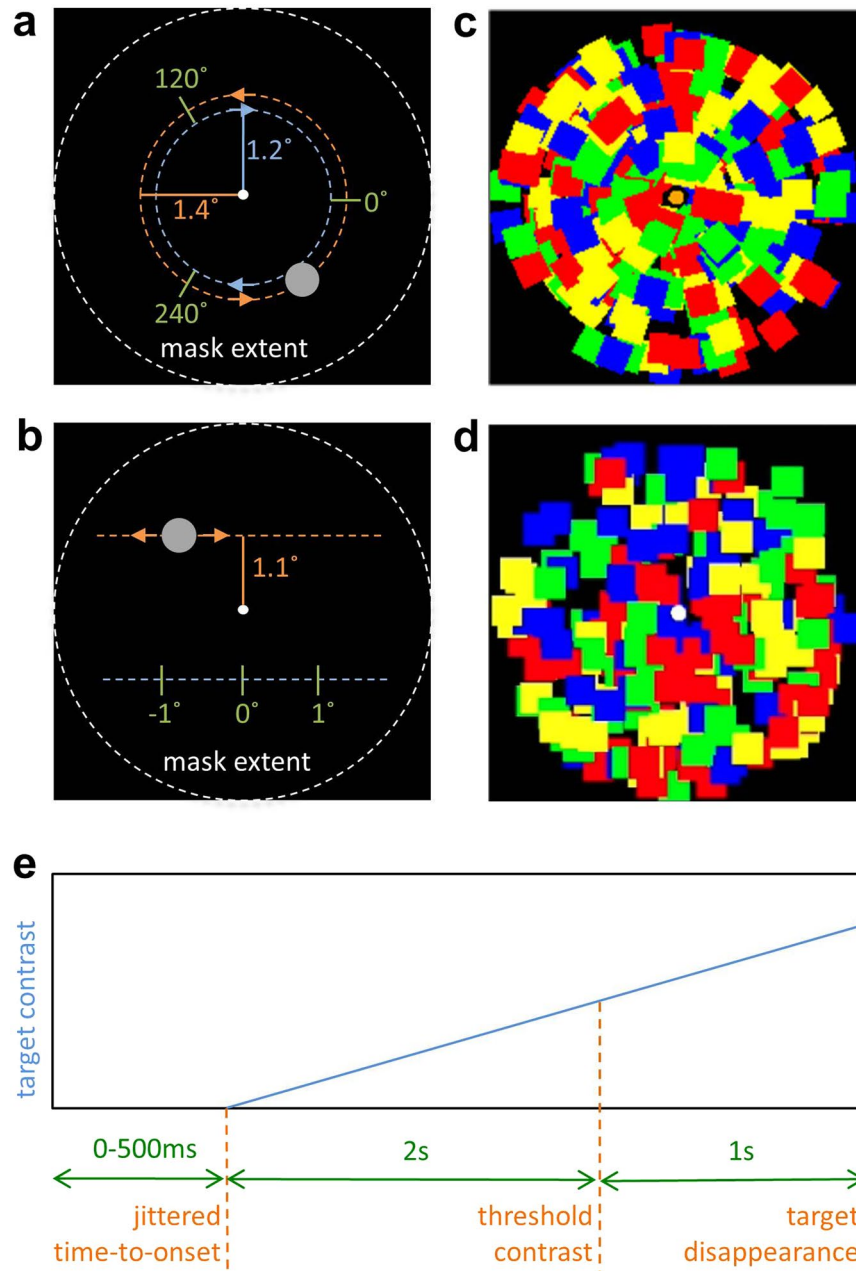 a
120°
1.2°
1.4°
0°
240°
mask extent
c
b
1.1°
-1°
0°
1°
mask extent
d
e
target contrast
0-500ms
2s
1s
jittered
time-to-onset
threshold
contrast
target
disappearance